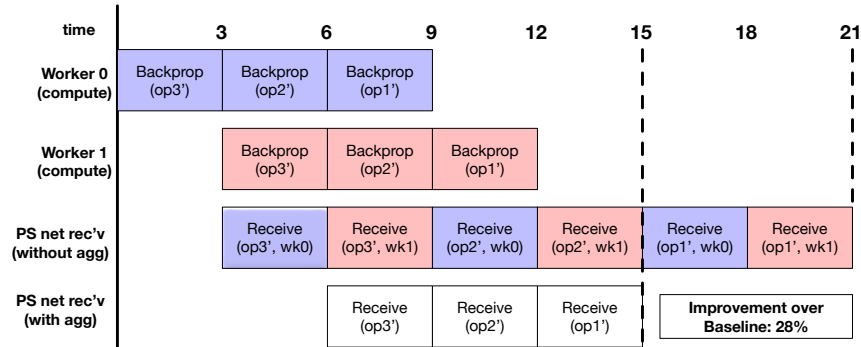 time 3 6 9 12 15 18 21
Worker 0
(compute)
Backprop
(op3’)
Backprop
(op2’)
Backprop
(op1’)
Worker 1
(compute)
Backprop
(op3’)
Backprop
(op2’)
Backprop
(op1’)
PS net rec’v
(without agg)
Receive
(op3’, wk0)
Receive
(op3’, wk1)
Receive
(op2’, wk0)
Receive
(op2’, wk1)
Receive
(op1’, wk0)
Receive
(op1’, wk1)
PS net rec’v
(with agg)
Receive
(op3’)
Receive
(op2’)
Receive
(op1’)
Improvement over
Baseline: 28%